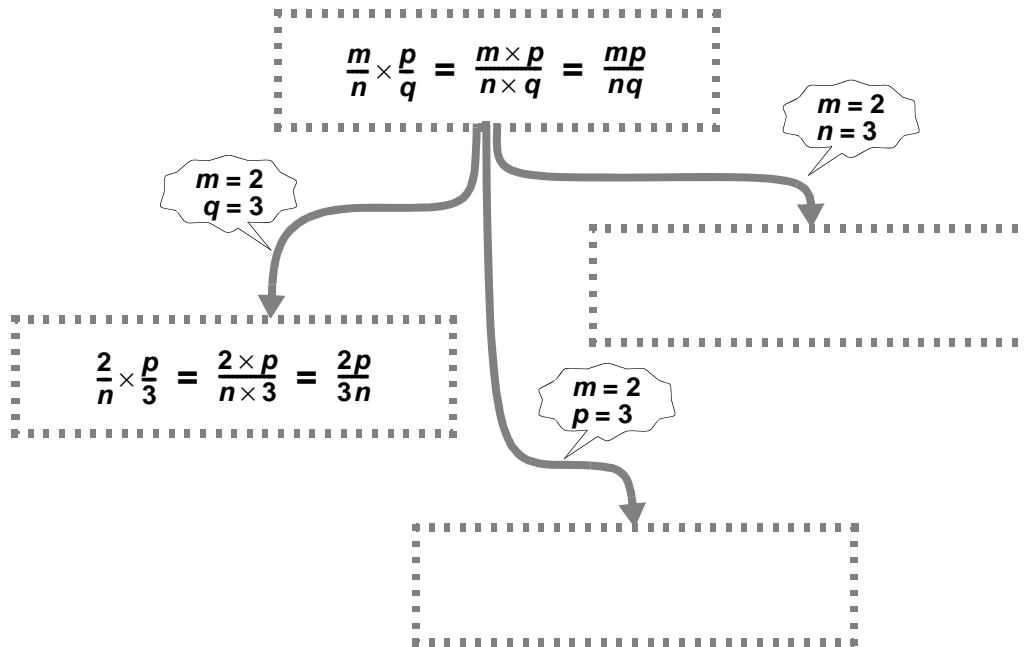 m/n × p/q = m × p/n × q = mp/nq
m = 2
n = 3
m = 2
q = 3
2/n × p/3 = 2 × p/n × 3 = 2p/3n
m = 2
p = 3